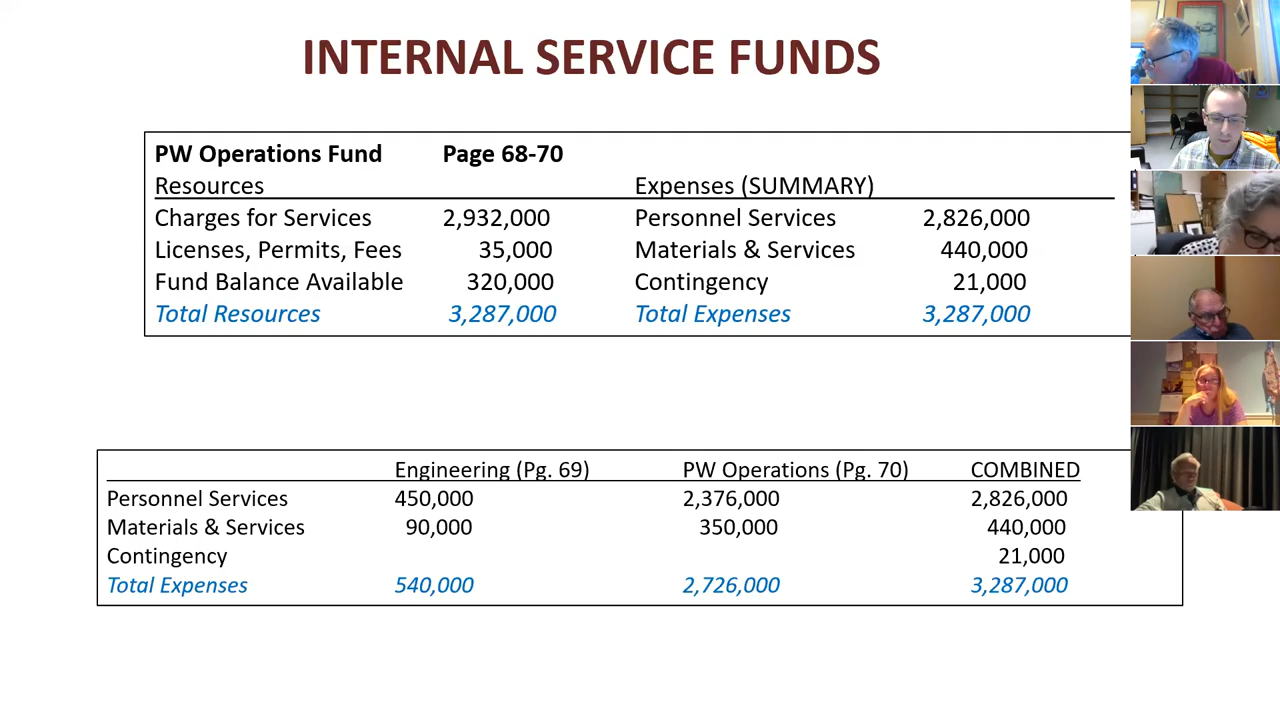 INTERNAL SERVICE FUNDS
PW Operations Fund Page 68-70
Resources Expenses (SUMMARY)
Charges for Services 2,932,000 Personnel Services 2,826,000
Licenses, Permits, Fees 35,000 Materials & Services 440,000
Fund Balance Available 320,000 Contingency 21,000
Total Resources 3,287,000 Total Expenses 3,287,000
Engineering (Pg. 69) PW Operations (Pg. 70) COMBINED
Personnel Services 450,000 2,376,000 2,826,000
Materials & Services 90,000 350,000 440,000
Contingency 21,000
Total Expenses 540,000 2,726,000 3,287,000